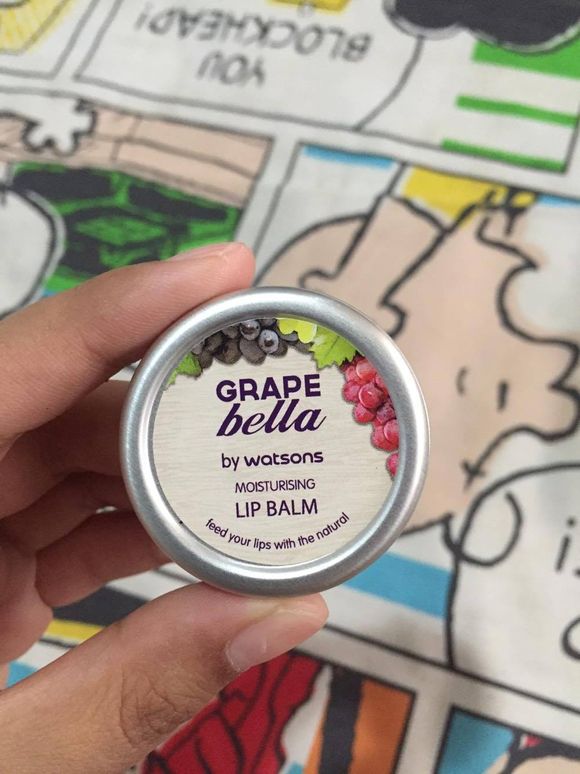 YOU
BLOCKHEAD!
GRAPE
bella
by watsons
MOISTURISING
LIP BALM
feed your lips with the natural